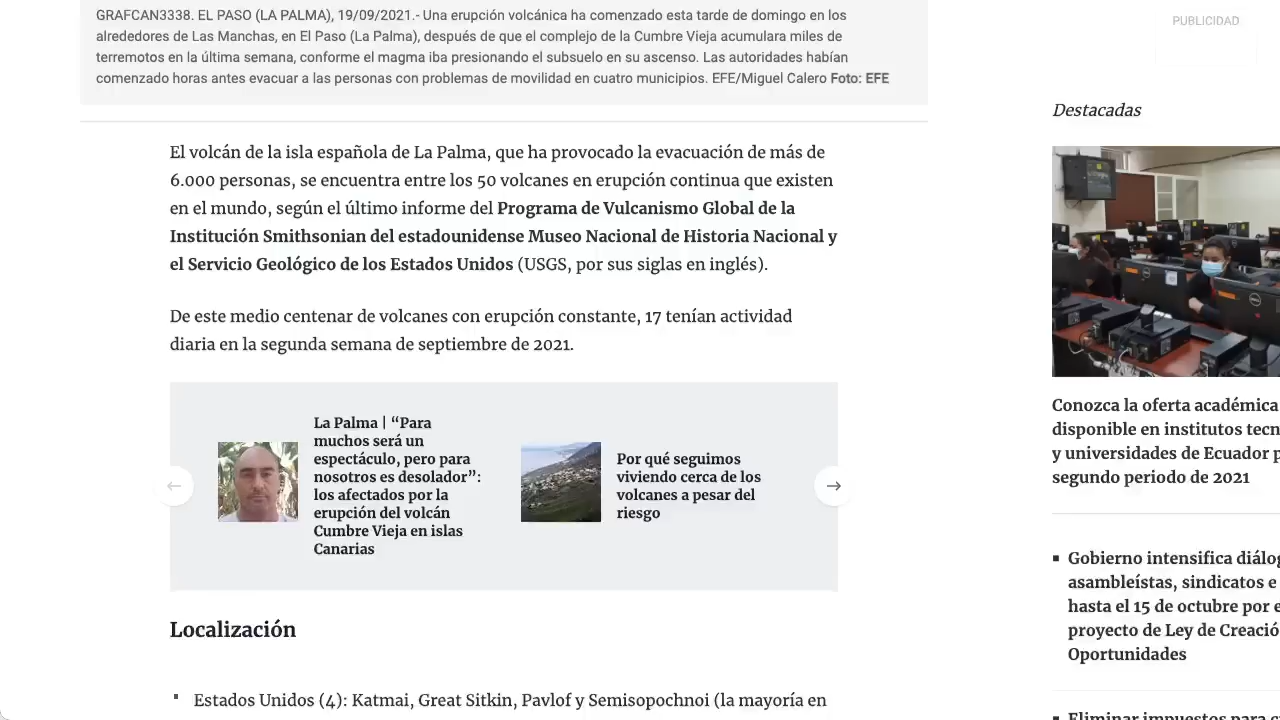 GRAFCAN3338. EL PASO (LA PALMA), 19/09/2021.- Una erupción volcánica ha comenzado esta tarde de domingo en los
alrededores de Las Manchas, en El Paso (La Palma), después de que el complejo de la Cumbre Vieja acumulara miles de
terremotos en la última semana, conforme el magma iba presionando el subsuelo en su ascenso. Las autoridades habían
comenzado horas antes evacuar a las personas con problemas de movilidad en cuatro municipios. EFE/Miguel Calero Foto: EFE
El volcán de la isla española de La Palma, que ha provocado la evacuación de más de
6.000 personas, se encuentra entre los 50 volcanes en erupción continua que existen
en el mundo, según el último informe del Programa de Vulcanismo Global de la
Institución Smithsonian del estadounidense Museo Nacional de Historia Nacional y
el Servicio Geológico de los Estados Unidos (USGS, por sus siglas en inglés).
De este medio centenar de volcanes con erupción constante, 17 tenían actividad
diaria en la segunda semana de septiembre de 2021.
La Palma | “Para
muchos será un
espectáculo, pero para
nosotros es desolador”:
los afectados por la
erupción del volcán
Cumbre Vieja en islas
Canarias
Por qué seguimos
viviendo cerca de los
volcanes a pesar del
riesgo
Localización
Estados Unidos (4): Katmai, Great Sitkin, Pavlof y Semisopochnoi (la mayoría en
PUBLICIDAD
Destacadas
Conozca la oferta académica
disponible en institutos tecn
y universidades de Ecuador p
segundo periodo de 2021
Gobierno intensifica diálog
asambleístas, sindicatos e
hasta el 15 de octubre por e
proyecto de Ley de Creació
Oportunidades
Eliminar impuestos para c